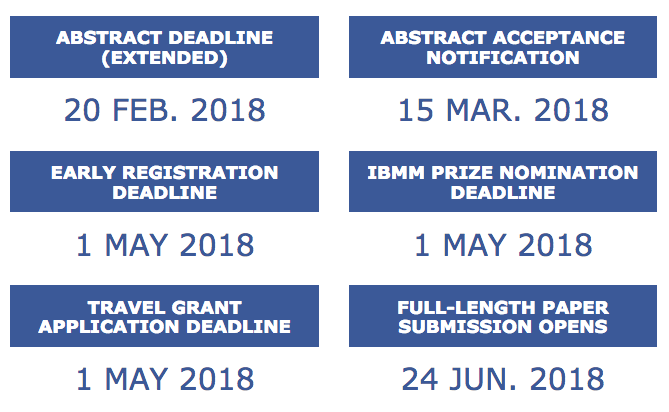 ABSTRACT DEADLINE
(EXTENDED)
20 FEB. 2018
ABSTRACT ACCEPTANCE
NOTIFICATION
15 MAR. 2018
EARLY REGISTRATION
DEADLINE
1 MAY 2018
IBMM PRIZE NOMINATION
DEADLINE
1 MAY 2018
TRAVEL GRANT
APPLICATION DEADLINE
1 MAY 2018
FULL-LENGTH PAPER
SUBMISSION OPENS
24 JUN. 2018